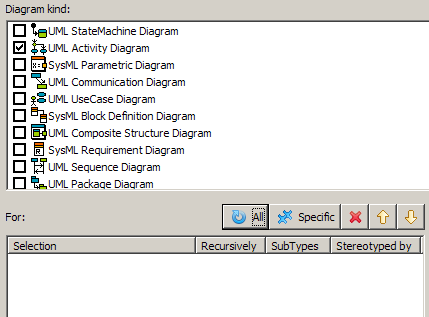 Diagram kind:
UML StateMachine Diagram
UML Activity Diagram
SysML Parametric Diagram
UML Communication Diagram
UML UseCase Diagram
SysML Block Definition Diagram
UML Composite Structure Diagram
SysML Requirement Diagram
UML Sequence Diagram
UML Package Diagram
For: All Specific
Selection Recursively SubTypes Stereotyped by